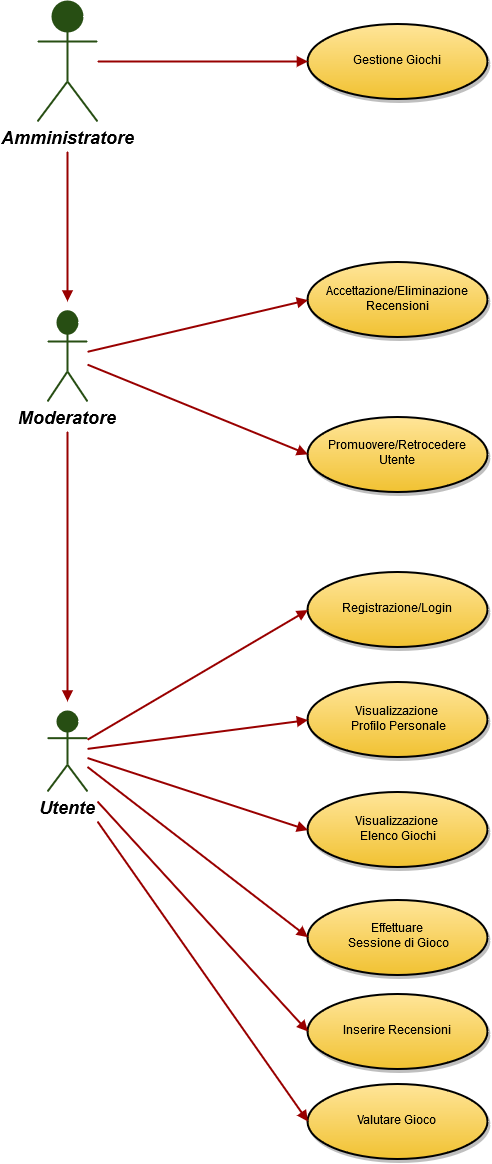 Gestione Giochi
Amministratore
Accettazione/Eliminazione
Recensioni
Moderatore
Promuovere/Retrocedere
Utente
Registrazione/Login
Visualizzazione
Profilo Personale
Utente
Visualizzazione
Elenco Giochi
Effettuare
Sessione di Gioco
Inserire Recensioni
Valutare Gioco